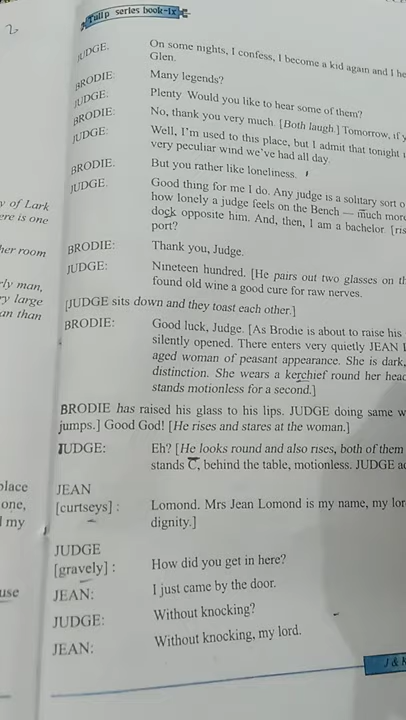 2
Tulip series book-ix
JUDGE. On some nights, I confess, I become a kid again and I he
Glen.
BRODIE: Many legends?
JUDGE: Plenty Would you like to hear some of them?
BRODIE: No, thank you very much. [Both laugh.] Tomorrow, if y
JUDGE: Well, I'm used to this place, but I admit that tonight i
very peculiar wind we've had all day.
BRODIE: But you rather like loneliness.
JUDGE. Good thing for me I do. Any judge is a solitary sort o
how lonely a judge feels on the Bench — much more
dock opposite him. And, then, I am a bachelor. [ris
port?
BRODIE: Thank you, Judge.
JUDGE: Nineteen hundred. [He pairs out two glasses on th
found old wine a good cure for raw nerves.
[JUDGE sits down and they toast each other.]
BRODIE: Good luck, Judge. [As Brodie is about to raise his
silently opened. There enters very quietly JEAN L
aged woman of peasant appearance. She is dark,
distinction. She wears a kerchief round her head
stands motionless for a second.]
BRODIE has raised his glass to his lips. JUDGE doing same w
jumps.] Good God! [He rises and stares at the woman.]
JUDGE: Eh? [He looks round and also rises, both of them
stands C, behind the table, motionless. JUDGE ad
JEAN
[curtseys] : Lomond. Mrs Jean Lomond is my name, my lor
dignity.]
JUDGE
[gravely] : How did you get in here?
JEAN: I just came by the door.
JUDGE: Without knocking?
JEAN: Without knocking, my lord.
J & K
y of Lark
ere is one
her room
rly man,
ry large
an than
place
one,
l my
use